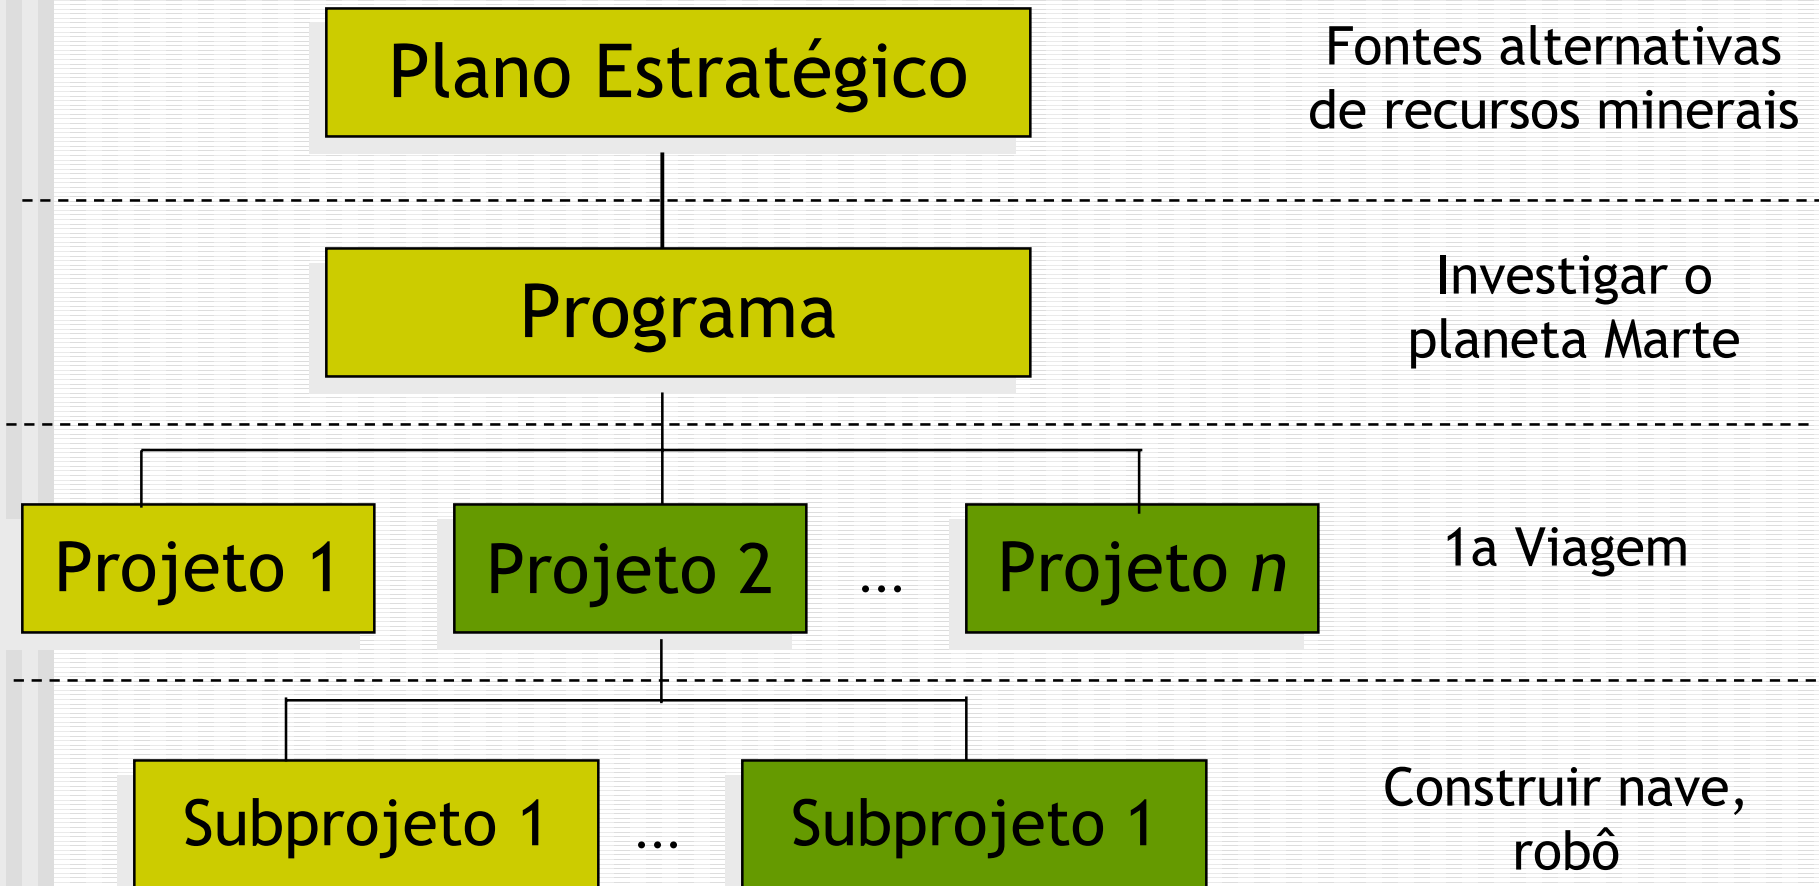 Plano Estratégico
Fontes alternativas
de recursos minerais
Programa
Investigar o
planeta Marte
Projeto 1
Projeto 2
...
Projeto n
1a Viagem
Subprojeto 1
...
Subprojeto 1
Construir nave,
robô